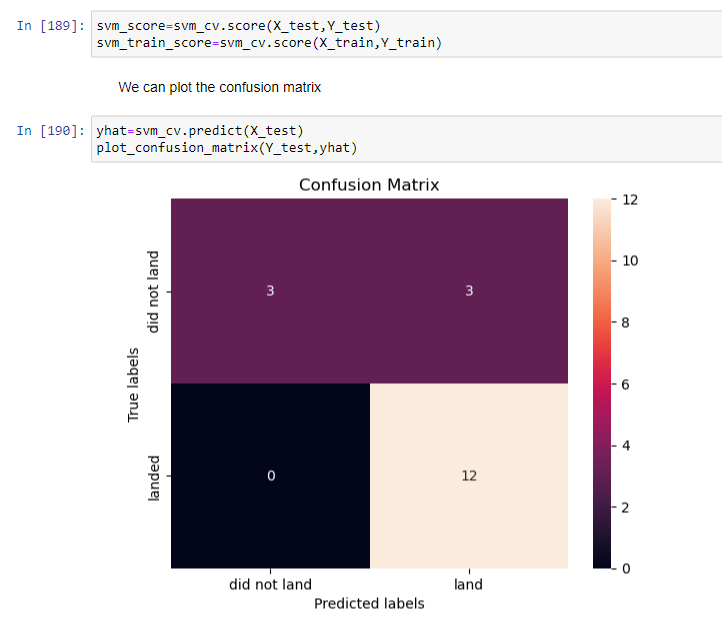 In [189]: svm_score=svm_cv.score(X_test,Y_test)
svm_train_score=svm_cv.score(X_train,Y_train)
We can plot the confusion matrix
In [190]: yhat=svm_cv.predict(X_test)
plot_confusion_matrix(Y_test,yhat)
Confusion Matrix
True labels
did not land
landed
3 3
0 12
did not land land
Predicted labels
12
10
8
6
4
2
0